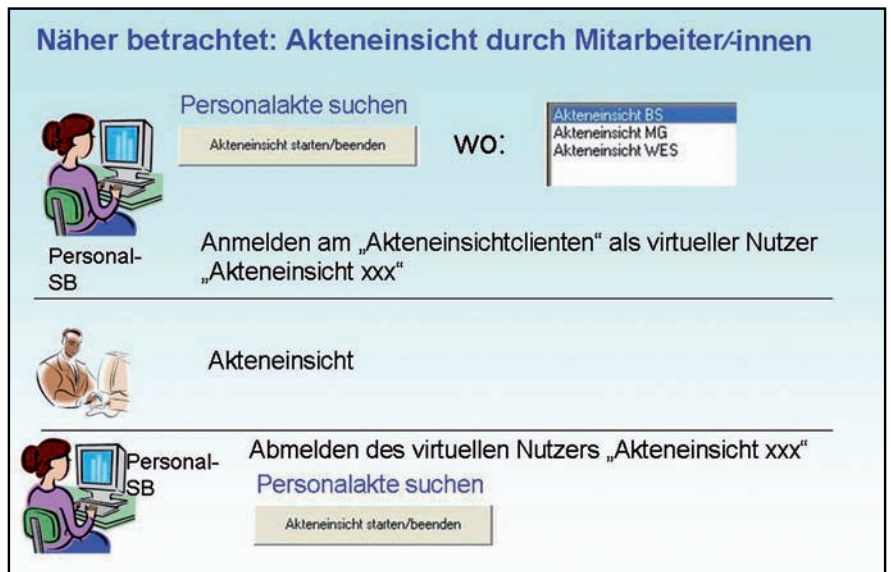 Näher betrachtet: Akteneinsicht durch Mitarbeiter/-innen
Personalakte suchen
Akteneinsicht starten/beenden
wo:
Akteneinsicht BS
Akteneinsicht MG
Akteneinsicht WES
Personal-
SB
Anmelden am „Akteneinsichtclienten“ als virtueller Nutzer
„Akteneinsicht xxx“
Akteneinsicht
Personal-
SB
Abmelden des virtuellen Nutzers „Akteneinsicht xxx“
Personalakte suchen
Akteneinsicht starten/beenden